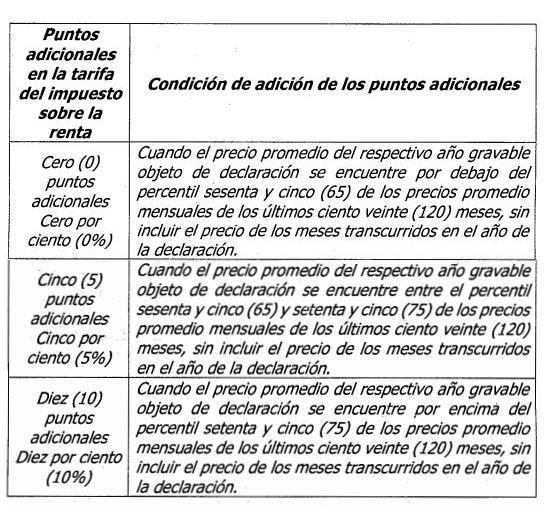 Puntos
adicionales
en la tarifa
del impuesto
sobre la
renta
Condición de adición de los puntos adicionales
Cero (0)
puntos
adicionales
Cero por
ciento (0%)
Cuando el precio promedio del respectivo año gravable
objeto de declaración se encuentre por debajo del
percentil sesenta y cinco (65) de los precios promedio
mensuales de los últimos ciento veinte (120) meses, sin
incluir el precio de los meses transcurridos en el año de
la declaración.
Cinco (5)
puntos
adicionales
Cinco por
ciento (5%)
Cuando el precio promedio del respectivo año gravable
objeto de declaración se encuentre entre el percentil
sesenta y cinco (65) y setenta y cinco (75) de los precios
promedio mensuales de los últimos ciento veinte (120)
meses, sin incluir el precio de los meses transcurridos
en el año de la declaración.
Diez (10)
puntos
adicionales
Diez por ciento
(10%)
Cuando el precio promedio del respectivo año gravable
objeto de declaración se encuentre por encima del
percentil setenta y cinco (75) de los precios promedio
mensuales de los últimos ciento veinte (120) meses, sin
incluir el precio de los meses transcurridos en el año de
la declaración.